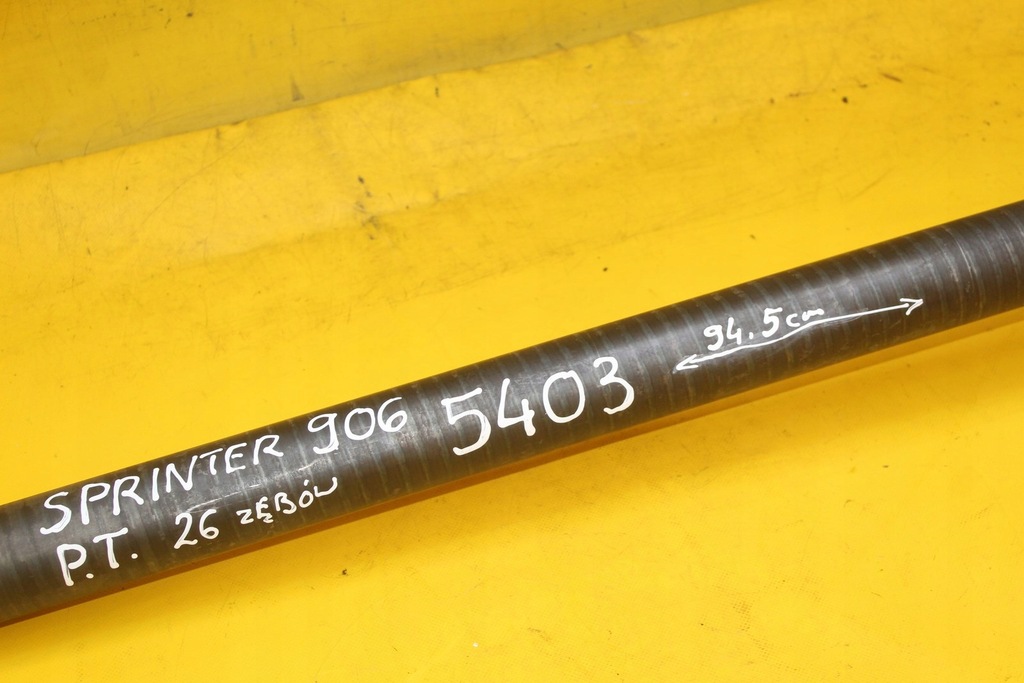 SPRINTER 906
P.T. 26 ZĘBÓW
5403
94.5cm